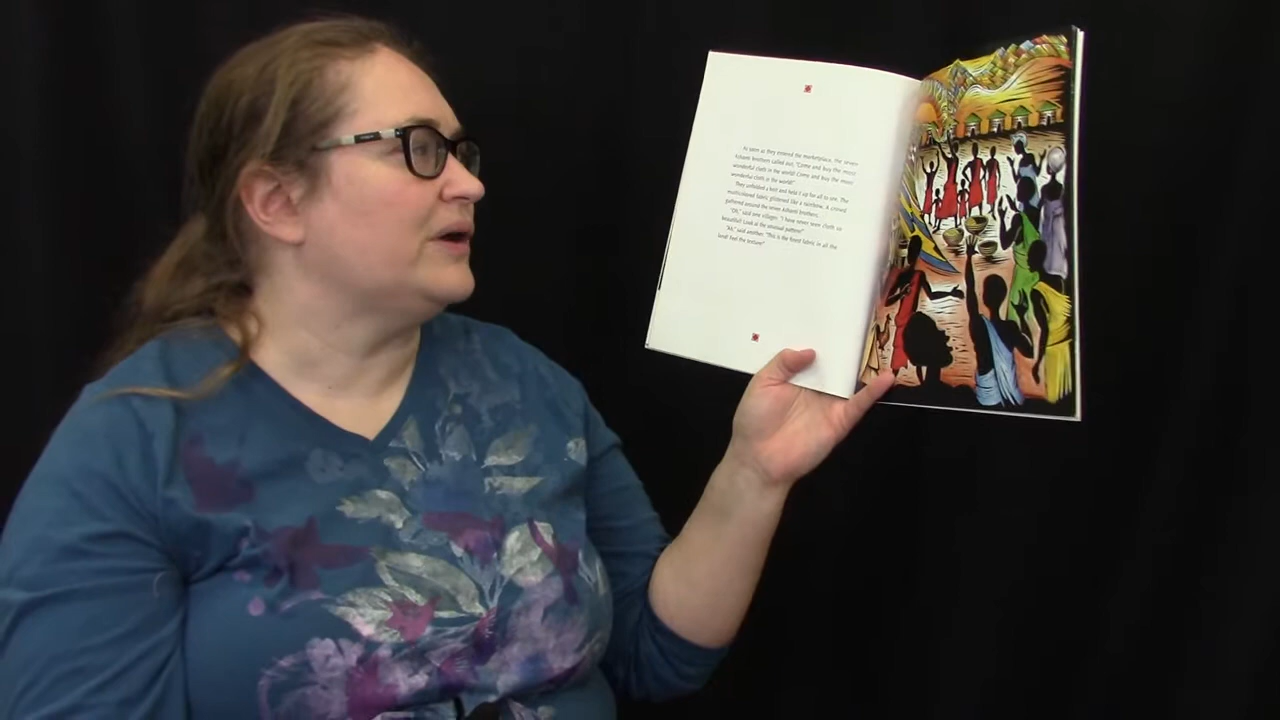 As soon as they entered the marketplace, the seven
Ashanti brothers called out, "Come and buy the most
wonderful cloth in the world! Come and buy the most
wonderful cloth in the world!"
They unfolded a bolt and held it up for all to see. The
multicolored fabric glistened like a rainbow. A crowd
gathered around the seven Ashanti brothers.
"Oh," said one villager. "I have never seen cloth so
beautiful! Look at the unusual pattern!"
"Ah," said another. "This is the finest fabric in all the
land! Feel the texture!"